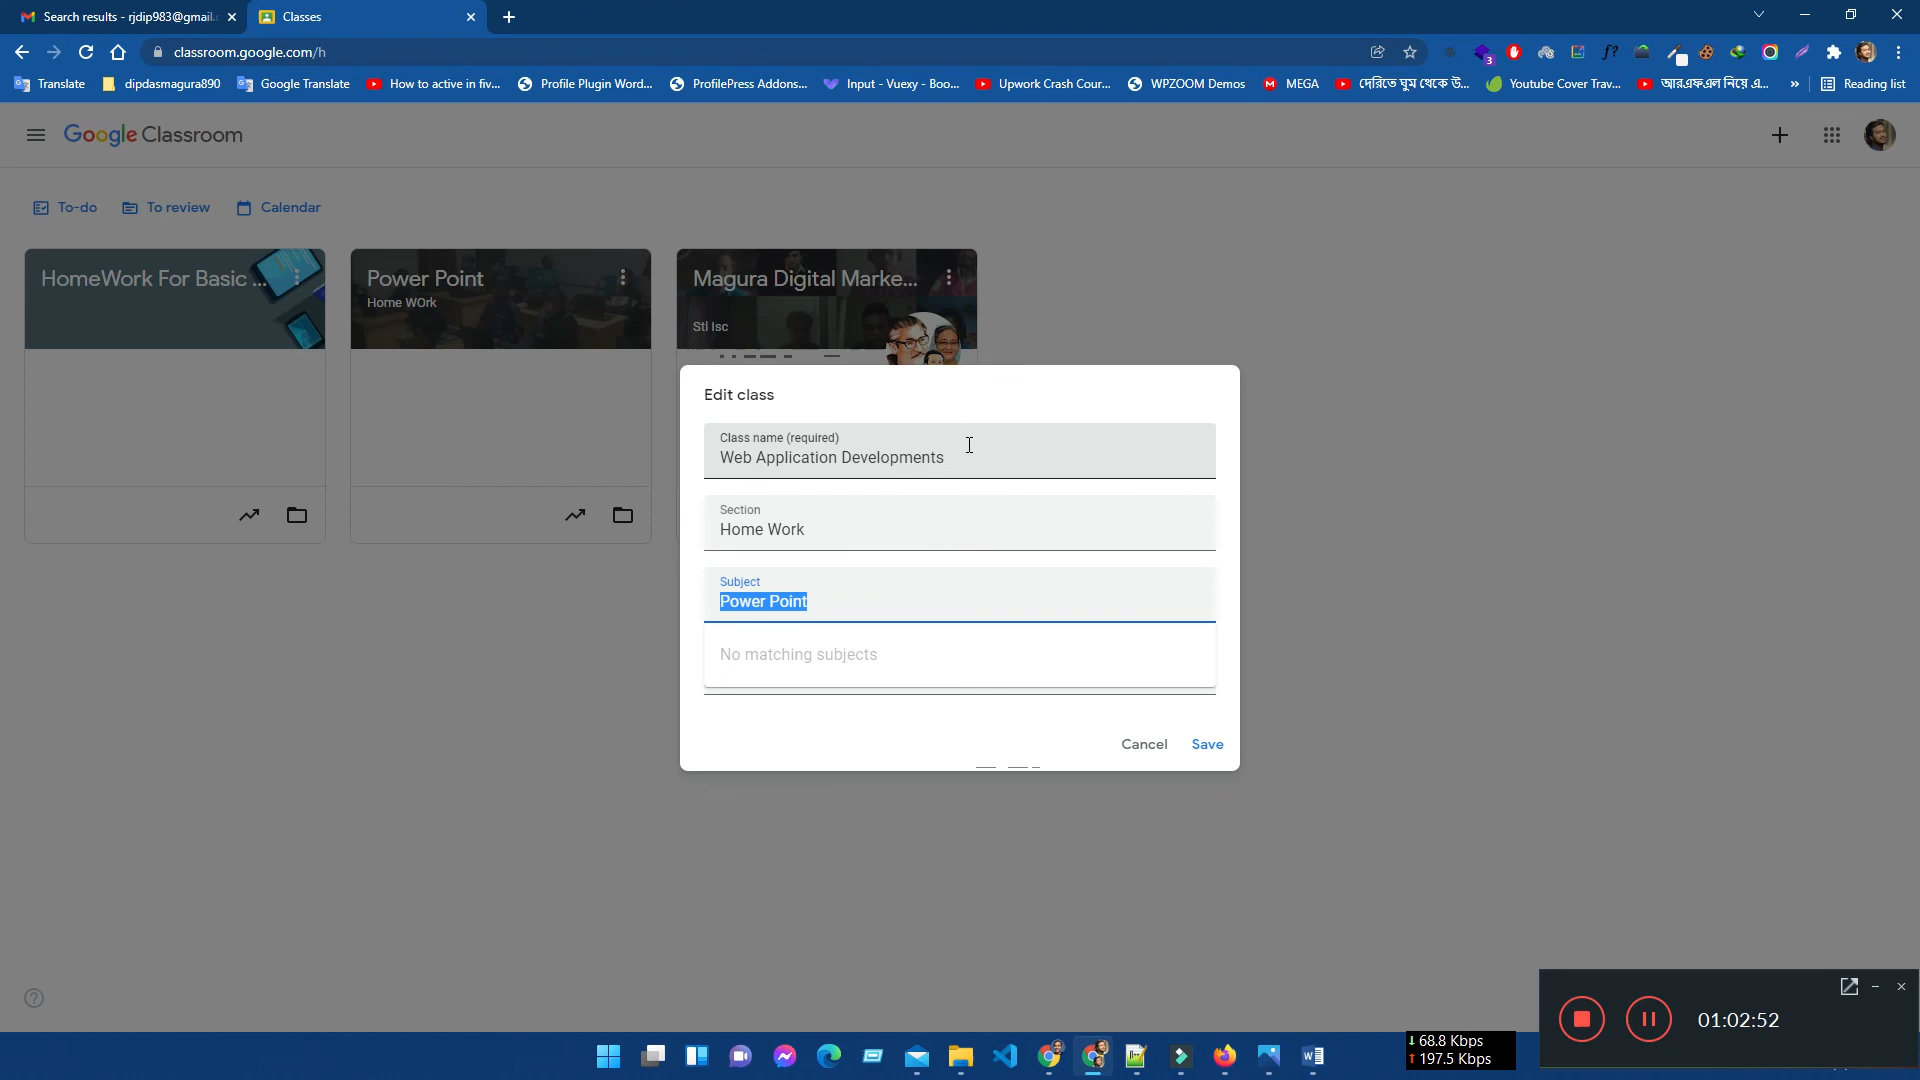 Search results - rjdip983@gmail.
Classes
classroom.google.com/h
Translate
dipdasmagura890
Google Translate
How to active in fiv...
Profile Plugin Word...
ProfilePress Addons...
Input - Vuexy - Boo...
Upwork Crash Cour...
WPZOOM Demos
MEGA
দেরিতে ঘুম থেকে উ...
Youtube Cover Trav...
আরএফএল নিয়ে এ...
»
Reading list
3
Google Classroom
To-do
To review
Calendar
HomeWork For Basic ...
Power Point
Home WOrk
Magura Digital Marke...
Stl Isc
Edit class
Class name (required)
Web Application Developments
Section
Home Work
Subject
Power Point
No matching subjects
Cancel
Save
01:02:52
↓ 68.8 Kbps
↑ 197.5 Kbps